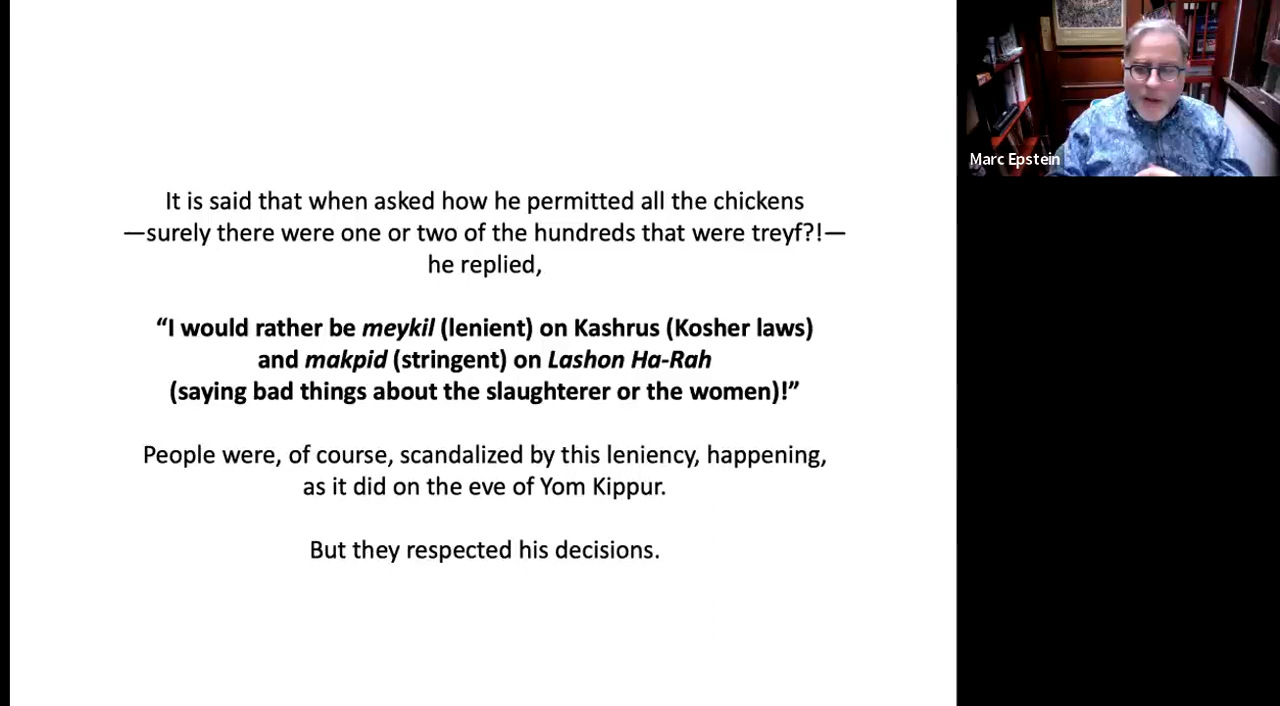 It is said that when asked how he permitted all the chickens
—surely there were one or two of the hundreds that were treyf?!—
he replied,
“I would rather be meykil (lenient) on Kashrus (Kosher laws)
and makpid (stringent) on Lashon Ha-Rah
(saying bad things about the slaughterer or the women)!”
People were, of course, scandalized by this leniency, happening,
as it did on the eve of Yom Kippur.
But they respected his decisions.
Marc Epstein